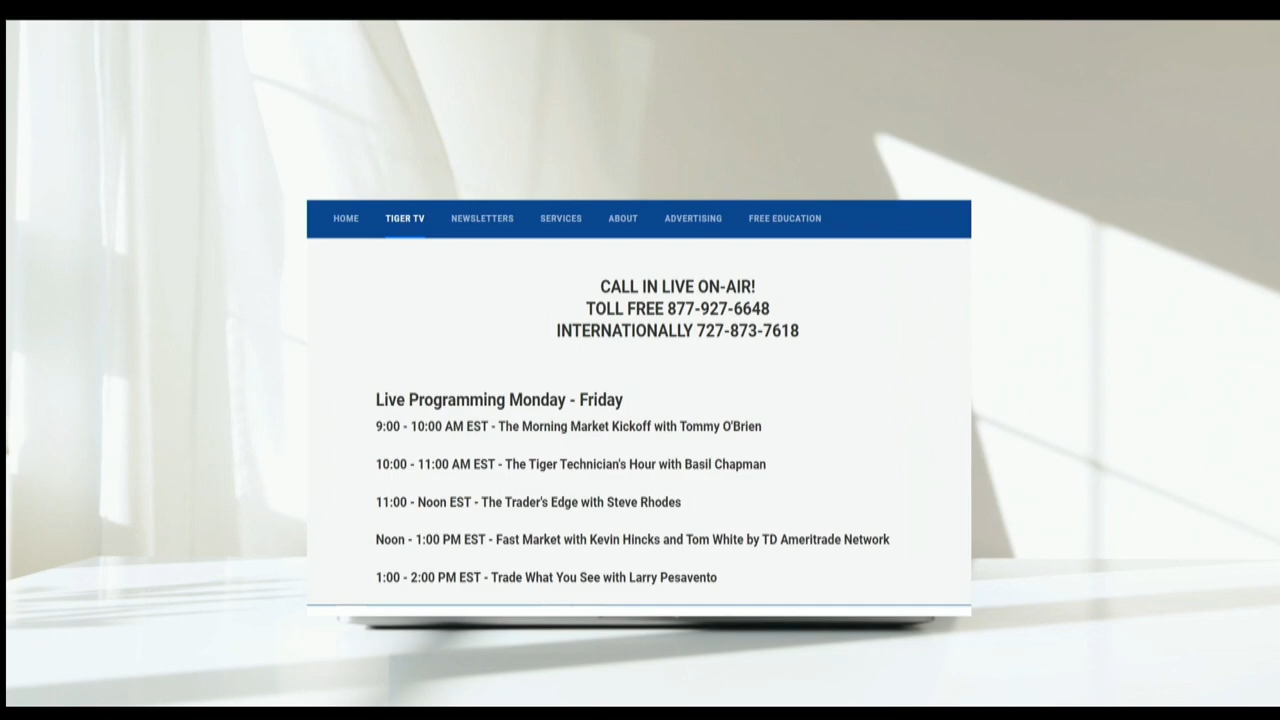 HOME TIGER TV NEWSLETTERS SERVICES ABOUT ADVERTISING FREE EDUCATION
CALL IN LIVE ON-AIR!
TOLL FREE 877-927-6648
INTERNATIONALLY 727-873-7618
Live Programming Monday - Friday
9:00 - 10:00 AM EST - The Morning Market Kickoff with Tommy O'Brien
10:00 - 11:00 AM EST - The Tiger Technician's Hour with Basil Chapman
11:00 - Noon EST - The Trader's Edge with Steve Rhodes
Noon - 1:00 PM EST - Fast Market with Kevin Hincks and Tom White by TD Ameritrade Network
1:00 - 2:00 PM EST - Trade What You See with Larry Pesavento